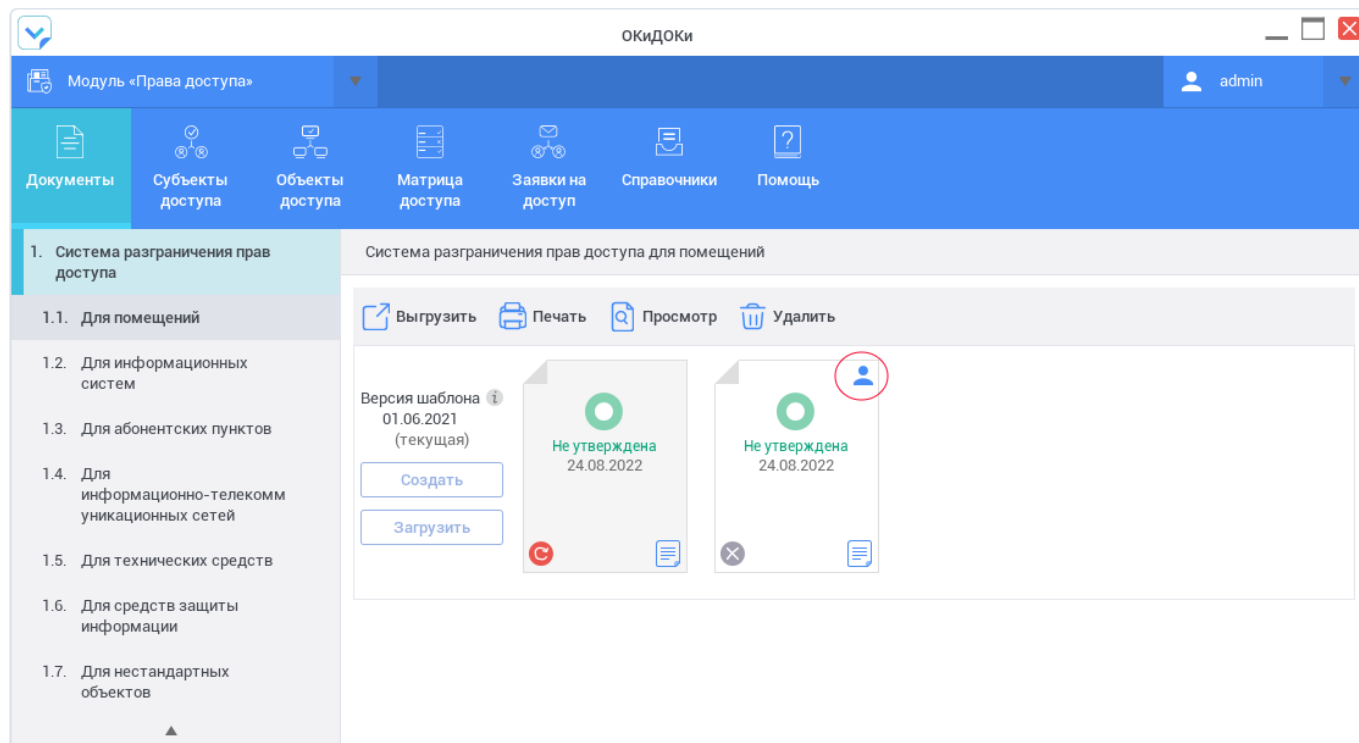 ОКиДОКи
Модуль «Права доступа»
admin
Документы
Субъекты
доступа
Объекты
доступа
Матрица
доступа
Заявки на
доступ
Справочники
Помощь
1. Система разграничения прав
доступа
1.1. Для помещений
1.2. Для информационных
систем
1.3. Для абонентских пунктов
1.4. Для
информационно-телекомм
уникационных сетей
1.5. Для технических средств
1.6. Для средств защиты
информации
1.7. Для нестандартных
объектов
Система разграничения прав доступа для помещений
Выгрузить
Печать
Просмотр
Удалить
Версия шаблона i
01.06.2021
(текущая)
Создать
Загрузить
Не утверждена
24.08.2022
Не утверждена
24.08.2022